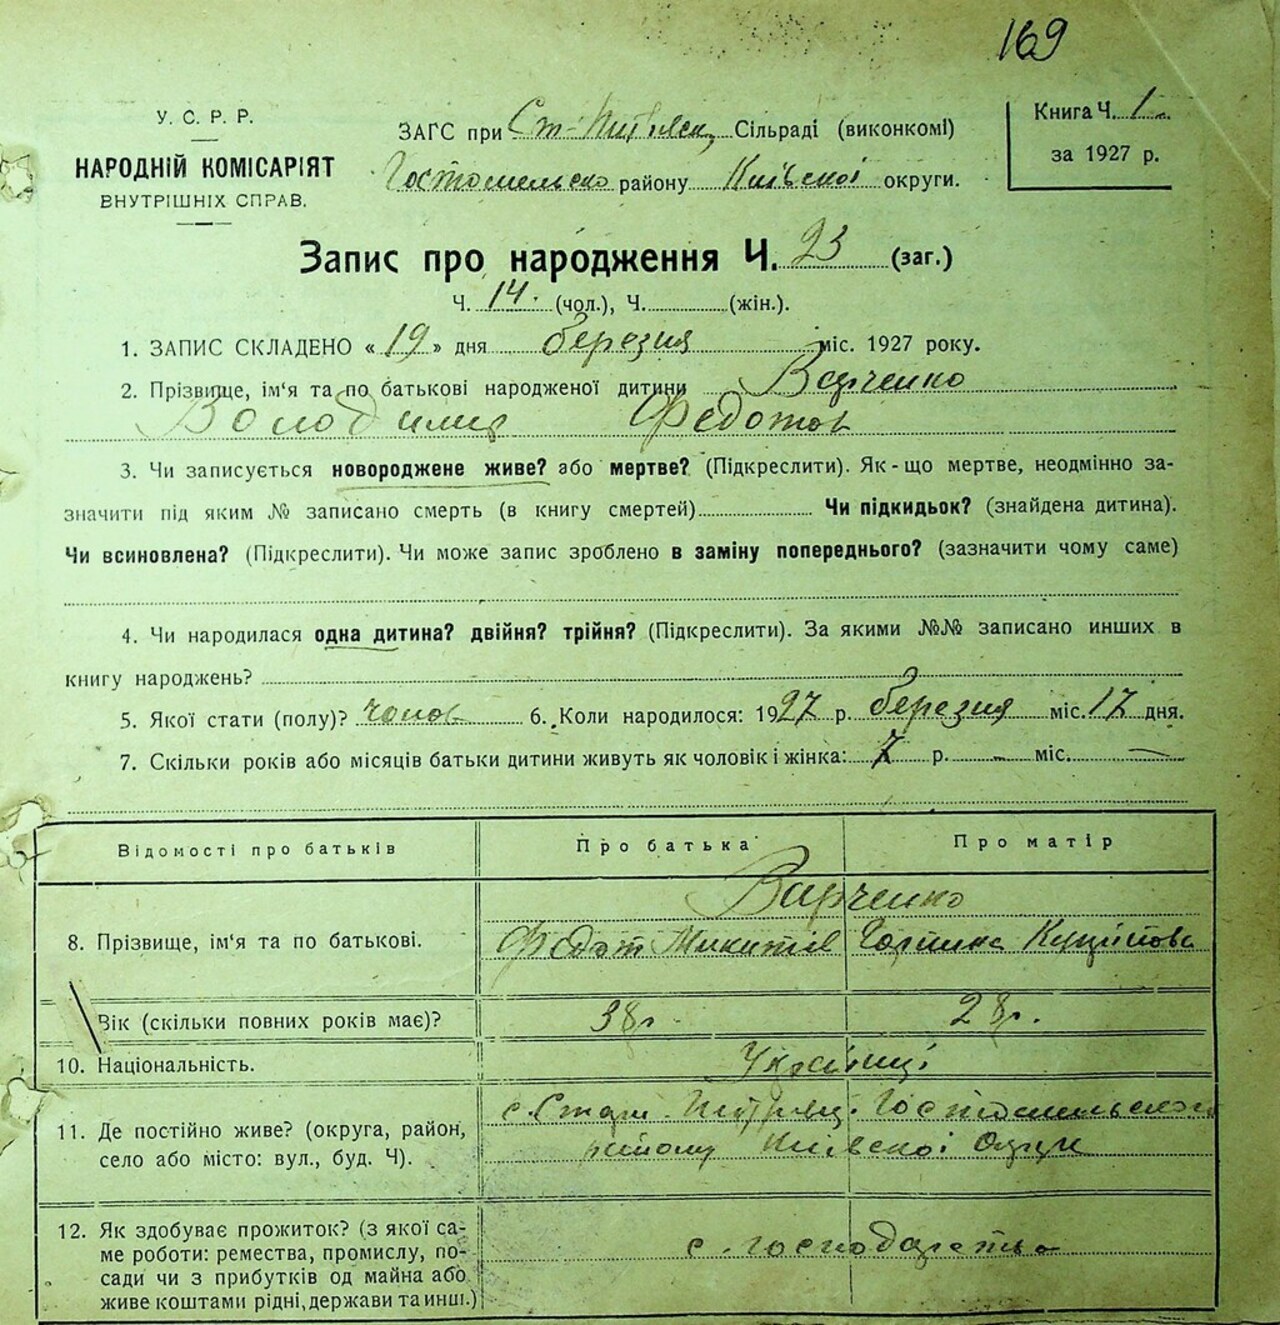 169
У. С. Р. Р.
НАРОДНІЙ КОМІСАРІЯТ
ВНУТРІШНІХ СПРАВ.
ЗАГС при Ст-Петрівск, Сільраді (виконкомі)
Гостомельско району Київської округи.
Книга Ч. 1
за 1927 р.
Запис про народження Ч. 23 (заг.)
Ч. 14. (чол.), Ч. (жін.).
1. ЗАПИС СКЛАДЕНО « 19 » дня березня міс. 1927 року.
2. Прізвище, ім'я та по батькові народженої дитини Варченко
Володимир Федотов
3. Чи записується новороджене живе? або мертве? (Підкреслити). Як-що мертве, неодмінно за-
значити під яким № записано смерть (в книгу смертей) Чи підкидьок? (знайдена дитина).
Чи всиновлена? (Підкреслити). Чи може запис зроблено в заміну попереднього? (зазначити чому саме)
4. Чи народилася одна дитина? двійня? трійня? (Підкреслити). За якими №№ записано инших в
книгу народжень?
5. Якої стати (полу)? чолов 6. Коли народилося: 1927 р. березня міс. 17 дня.
7. Скільки років або місяців батьки дитини живуть як чоловік і жінка: 7 р. — міс. —
Відомості про батьків Про батька Про матір
Варченко
8. Прізвище, ім'я та по батькові. Федот Микитів Горпина
Вік (скільки повних років має)? 38 р. 28 р.
10. Національність. Українці
11. Де постійно живе? (округа, район, с. Стар. Петрівці. Гостомельського
село або місто: вул., буд. Ч). району Київскої Округи
12. Як здобуває прожиток? (з якої са-
ме роботи: ремества, промислу, по- с. господарство
сади чи з прибутків од майна або
живе коштами рідні, держави та инш.)